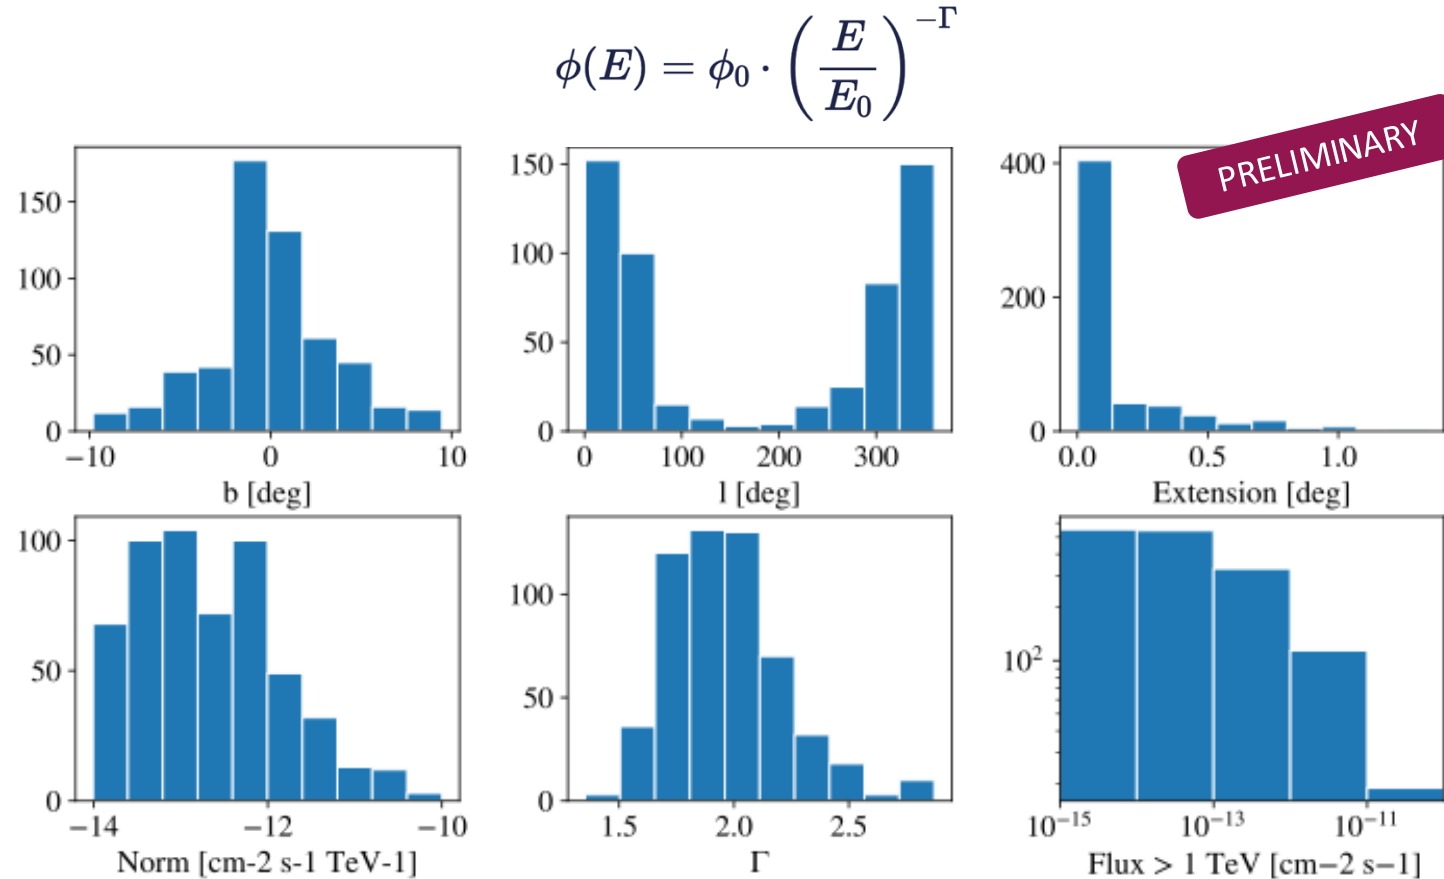 ϕ(E) = ϕ₀ · (E/E₀)^−Γ
PRELIMINARY
150
100
50
0
−10 0 10
b [deg]
150
100
50
0
0 100 200 300
l [deg]
400
200
0
0.0 0.5 1.0
Extension [deg]
100
50
0
−14 −12 −10
Norm [cm-2 s-1 TeV-1]
100
50
0
1.5 2.0 2.5
Γ
10²
10⁻¹⁵ 10⁻¹³ 10⁻¹¹
Flux > 1 TeV [cm−2 s−1]